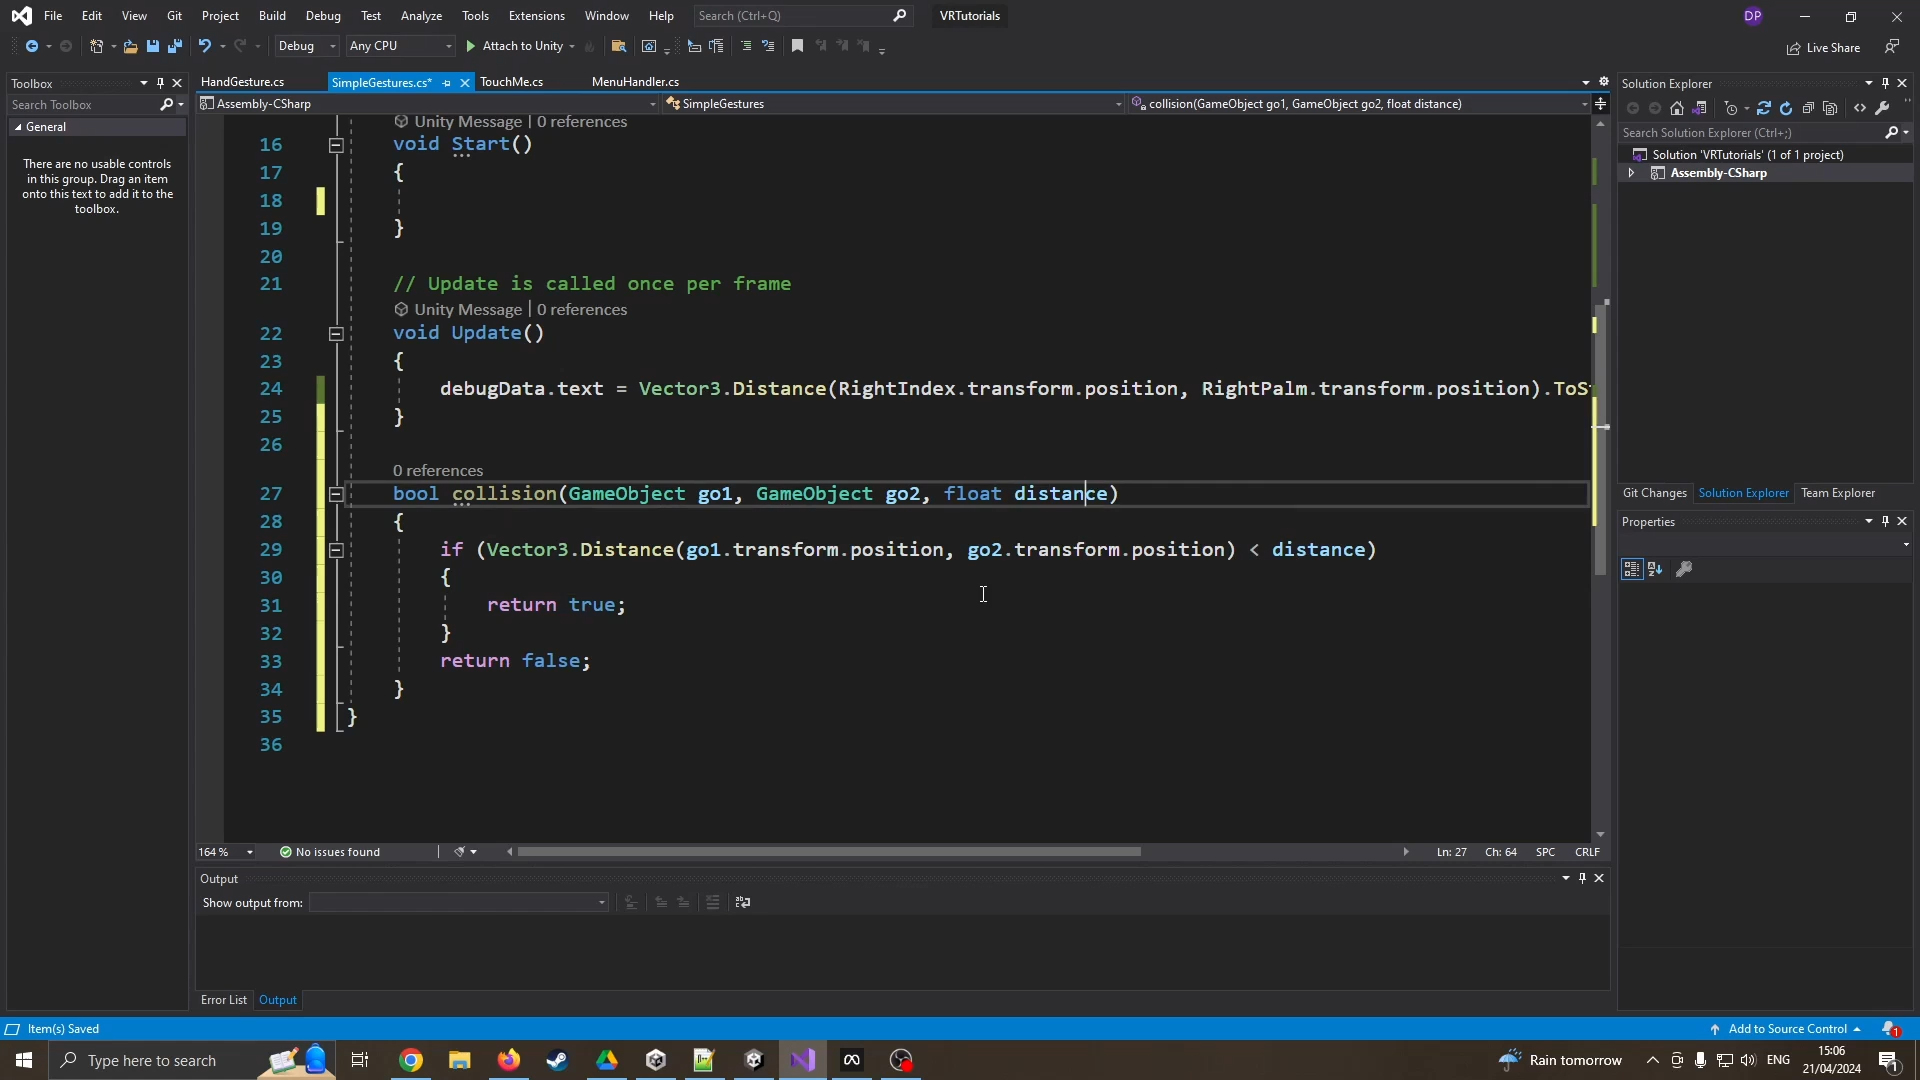 File Edit View Git Project Build Debug Test Analyze Tools Extensions Window Help Search (Ctrl+Q) VRTutorials DP
Debug Any CPU Attach to Unity Live Share
Toolbox
Search Toolbox
General
There are no usable controls
in this group. Drag an item
onto this text to add it to the
toolbox.
HandGesture.cs SimpleGestures.cs* TouchMe.cs MenuHandler.cs
Assembly-CSharp SimpleGestures collision(GameObject go1, GameObject go2, float distance)
Unity Message | 0 references
16 void Start()
17 {
18
19 }
20
21 // Update is called once per frame
Unity Message | 0 references
22 void Update()
23 {
24 debugData.text = Vector3.Distance(RightIndex.transform.position, RightPalm.transform.position).ToSt
25 }
26
0 references
27 bool collision(GameObject go1, GameObject go2, float distance)
28 {
29 if (Vector3.Distance(go1.transform.position, go2.transform.position) < distance)
30 {
31 return true;
32 }
33 return false;
34 }
35 }
36
164 % No issues found Ln: 27 Ch: 64 SPC CRLF
Output
Show output from:
Error List Output
Solution Explorer
Search Solution Explorer (Ctrl+;)
Solution 'VRTutorials' (1 of 1 project)
Assembly-CSharp
Git Changes Solution Explorer Team Explorer
Properties
Item(s) Saved Add to Source Control 1
Type here to search Rain tomorrow ENG 15:06 21/04/2024 1